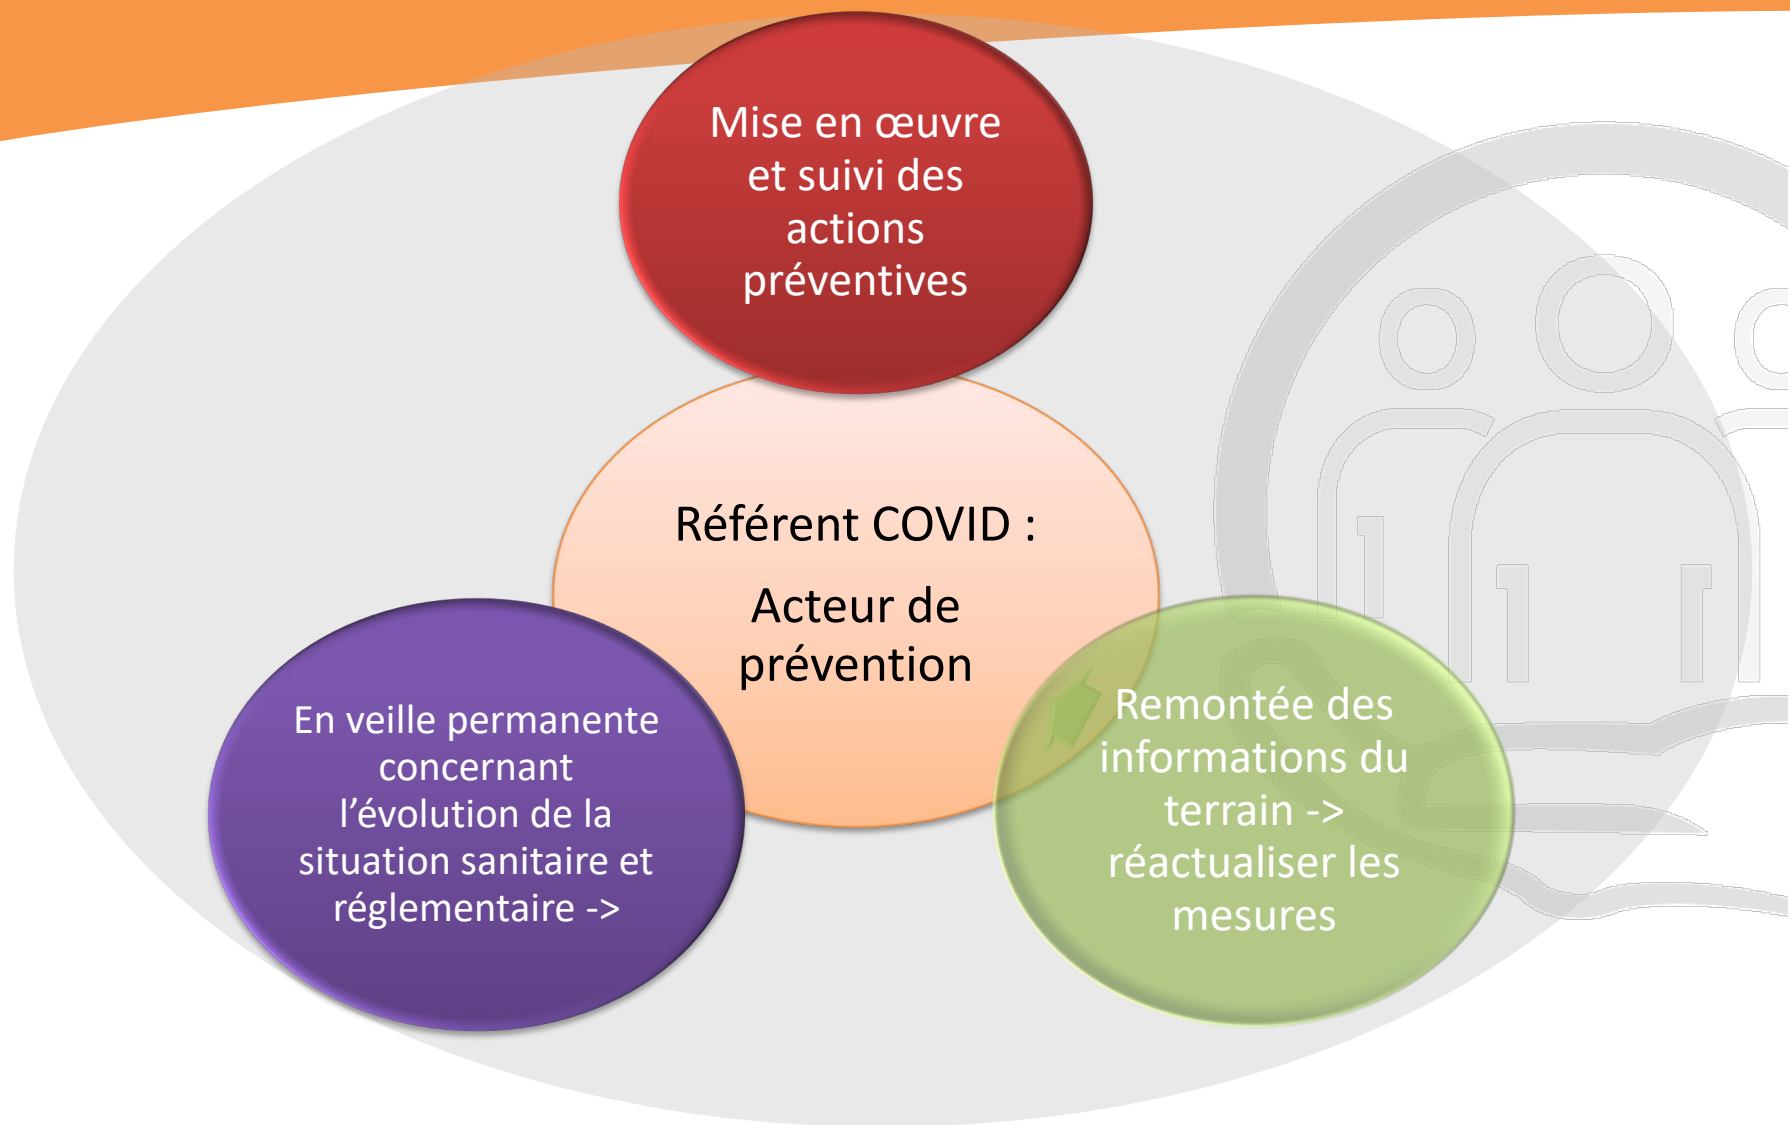 Mise en œuvre
et suivi des
actions
préventives
Référent COVID :
Acteur de
prévention
En veille permanente
concernant
l’évolution de la
situation sanitaire et
réglementaire ->
Remontée des
informations du
terrain ->
réactualiser les
mesures